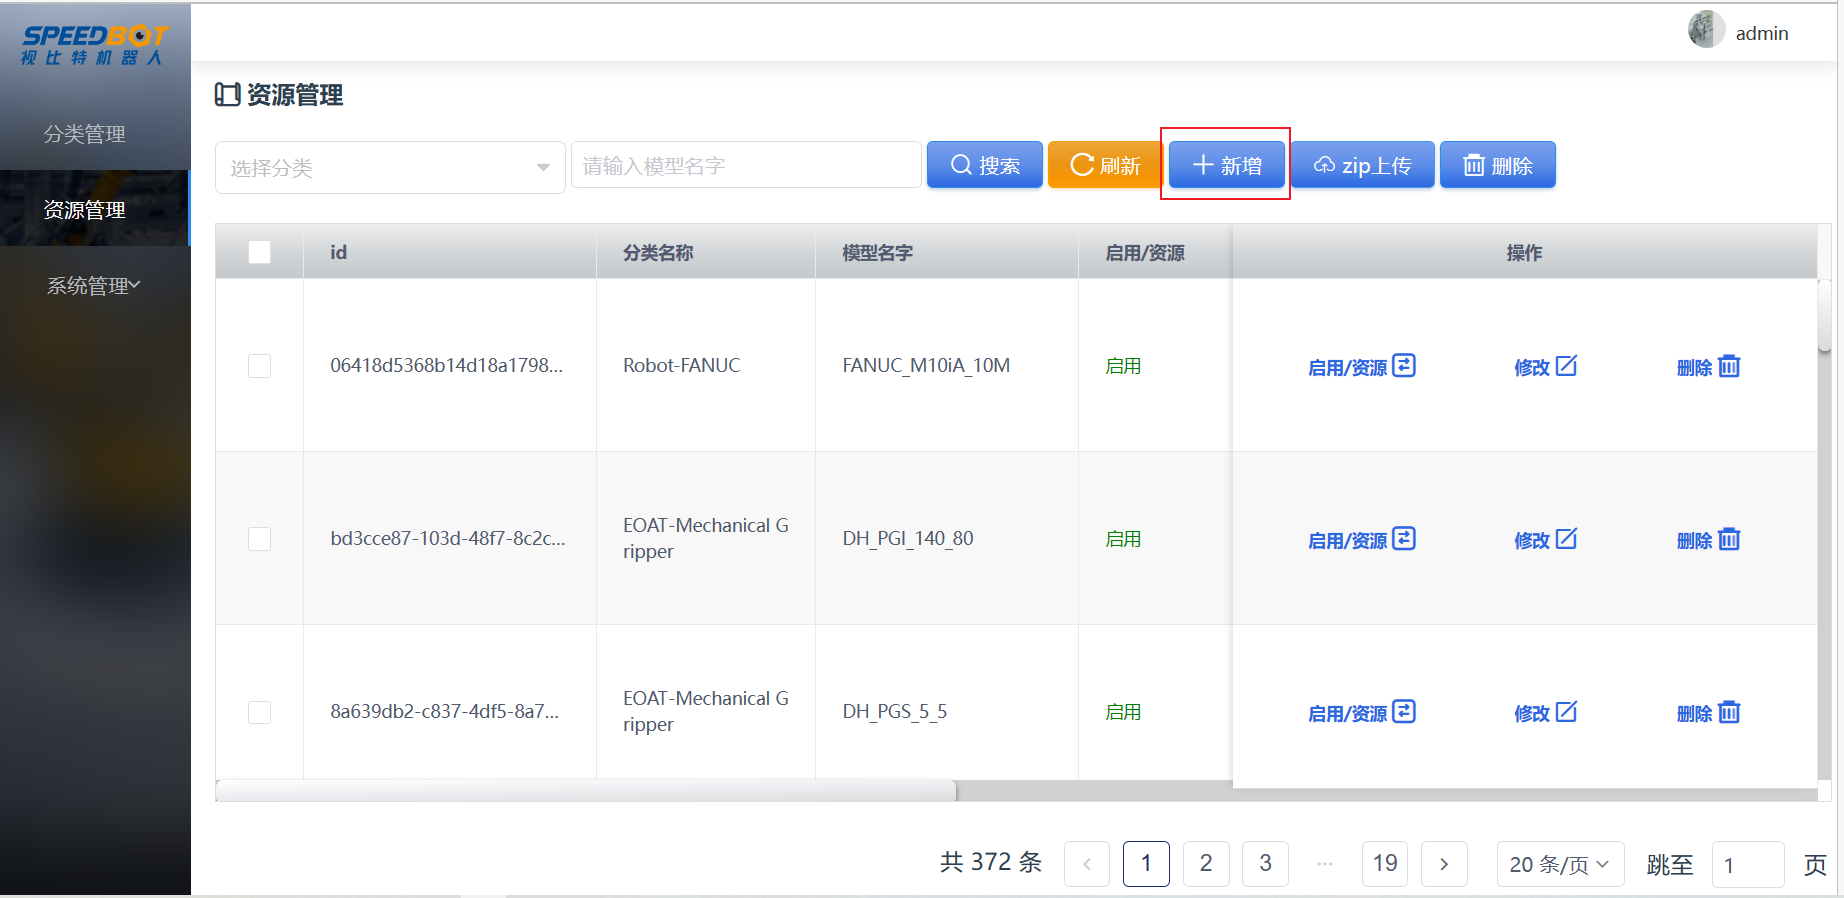 SPEEDBOT
视比特机器人
admin
分类管理
资源管理
系统管理
资源管理
选择分类
请输入模型名字
搜索
刷新
新增
zip上传
删除
id 分类名称 模型名字 启用/资源 操作
06418d5368b14d18a1798... Robot-FANUC FANUC_M10iA_10M 启用 启用/资源 修改 删除
bd3cce87-103d-48f7-8c2c... EOAT-Mechanical G DH_PGI_140_80 启用 启用/资源 修改 删除
ripper
8a639db2-c837-4df5-8a7... EOAT-Mechanical G DH_PGS_5_5 启用 启用/资源 修改 删除
ripper
共 372 条 < 1 2 3 ... 19 > 20 条/页 跳至 1 页